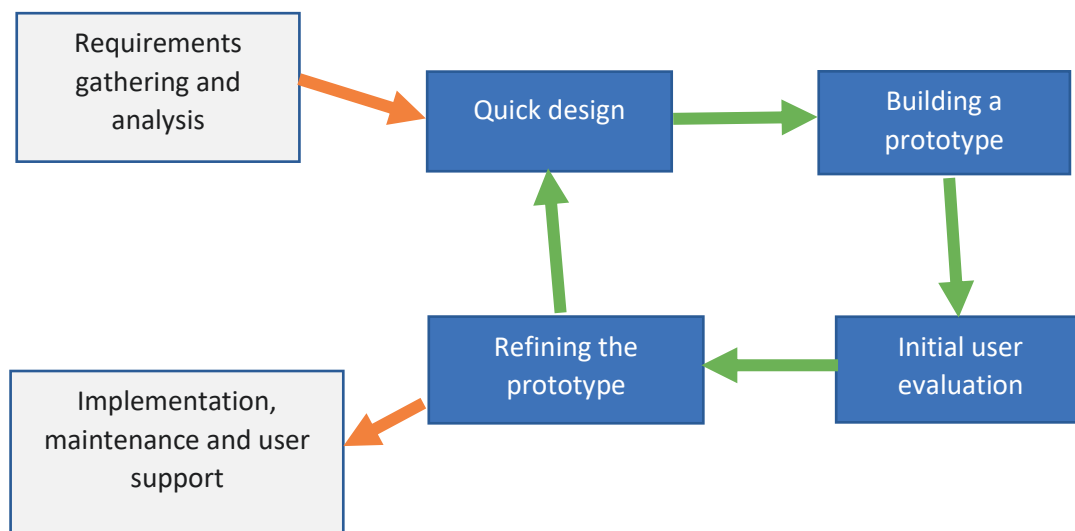 Requirements
gathering and
analysis
Quick design
Building a
prototype
Initial user
evaluation
Refining the
prototype
Implementation,
maintenance and user
support